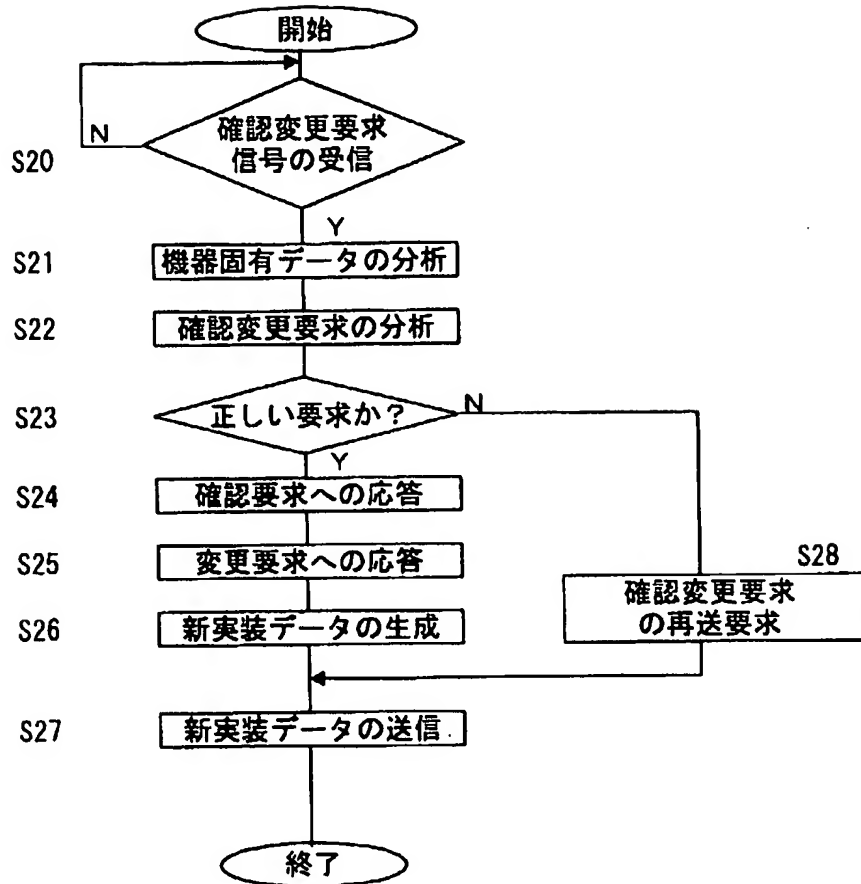 開始
N
確認変更要求
信号の受信
S20
Y
S21
機器固有データの分析
S22
確認変更要求の分析
S23
正しい要求か?
N
Y
S24
確認要求への応答
S25
変更要求への応答
S28
確認変更要求
の再送要求
S26
新実装データの生成
S27
新実装データの送信
終了